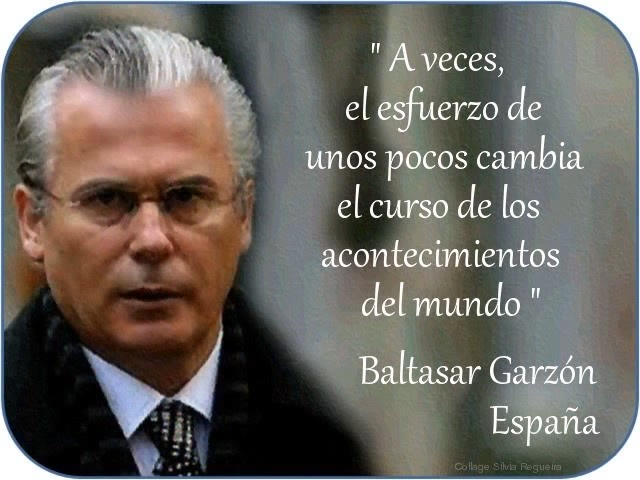 " A veces,
el esfuerzo de
unos pocos cambia
el curso de los
acontecimientos
del mundo "
Baltasar Garzón
España
Collage Silvia Regueira